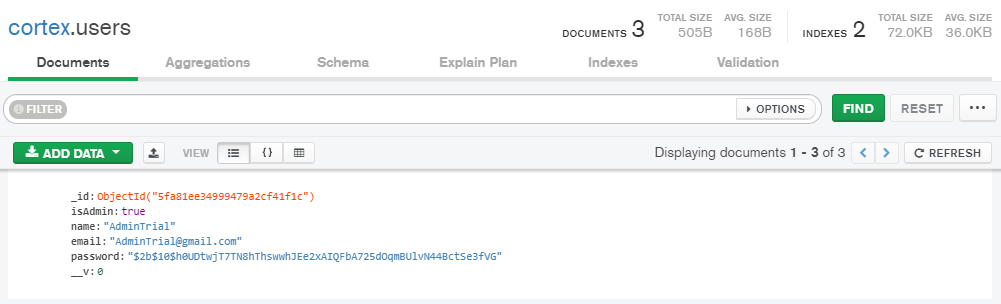 cortex.users
DOCUMENTS 3 TOTAL SIZE 505B AVG. SIZE 168B INDEXES 2 TOTAL SIZE 72.0KB AVG. SIZE 36.0KB
Documents Aggregations Schema Explain Plan Indexes Validation
FILTER OPTIONS FIND RESET ...
ADD DATA VIEW {} Displaying documents 1 - 3 of 3 < > REFRESH
_id: ObjectId("5fa81ee34999479a2cf41f1c")
isAdmin: true
name: "AdminTrial"
email: "AdminTrial@gmail.com"
password: "$2b$10$h0UDtwjT7TN8hThswwhJEe2xAIQFbA725dOqmBUlvN44BctSe3fVG"
__v: 0